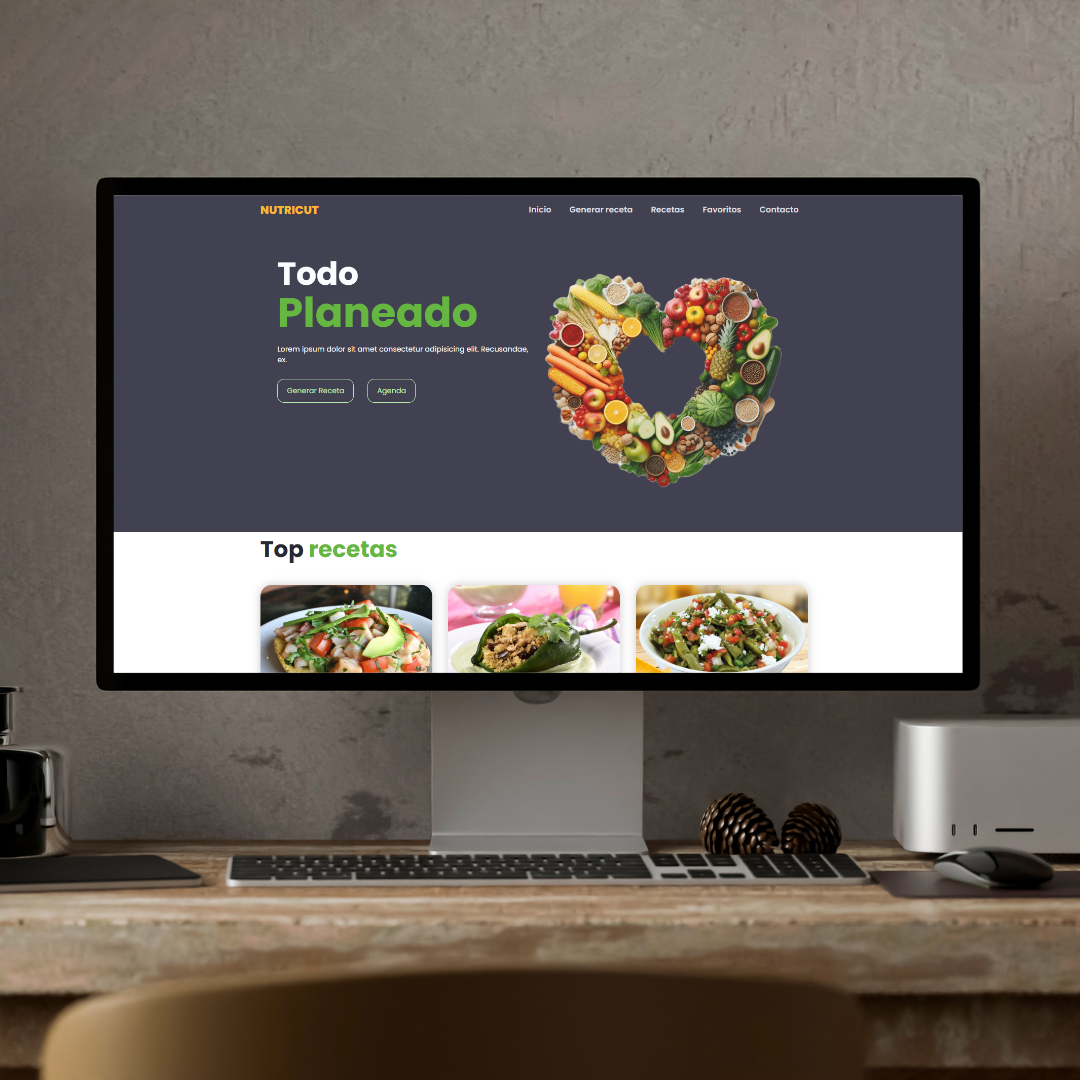 NUTRICUT
Inicio Generar receta Recetas Favoritos Contacto
Todo
Planeado
Lorem ipsum dolor sit amet consectetur adipisicing elit. Recusandae,
ex.
Generar Receta Agenda
Top recetas